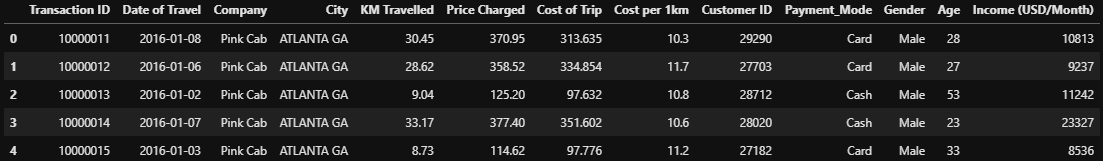 Transaction ID Date of Travel Company City KM Travelled Price Charged Cost of Trip Cost per 1km Customer ID Payment_Mode Gender Age Income (USD/Month)
0 10000011 2016-01-08 Pink Cab ATLANTA GA 30.45 370.95 313.635 10.3 29290 Card Male 28 10813
1 10000012 2016-01-06 Pink Cab ATLANTA GA 28.62 358.52 334.854 11.7 27703 Card Male 27 9237
2 10000013 2016-01-02 Pink Cab ATLANTA GA 9.04 125.20 97.632 10.8 28712 Cash Male 53 11242
3 10000014 2016-01-07 Pink Cab ATLANTA GA 33.17 377.40 351.602 10.6 28020 Cash Male 23 23327
4 10000015 2016-01-03 Pink Cab ATLANTA GA 8.73 114.62 97.776 11.2 27182 Card Male 33 8536